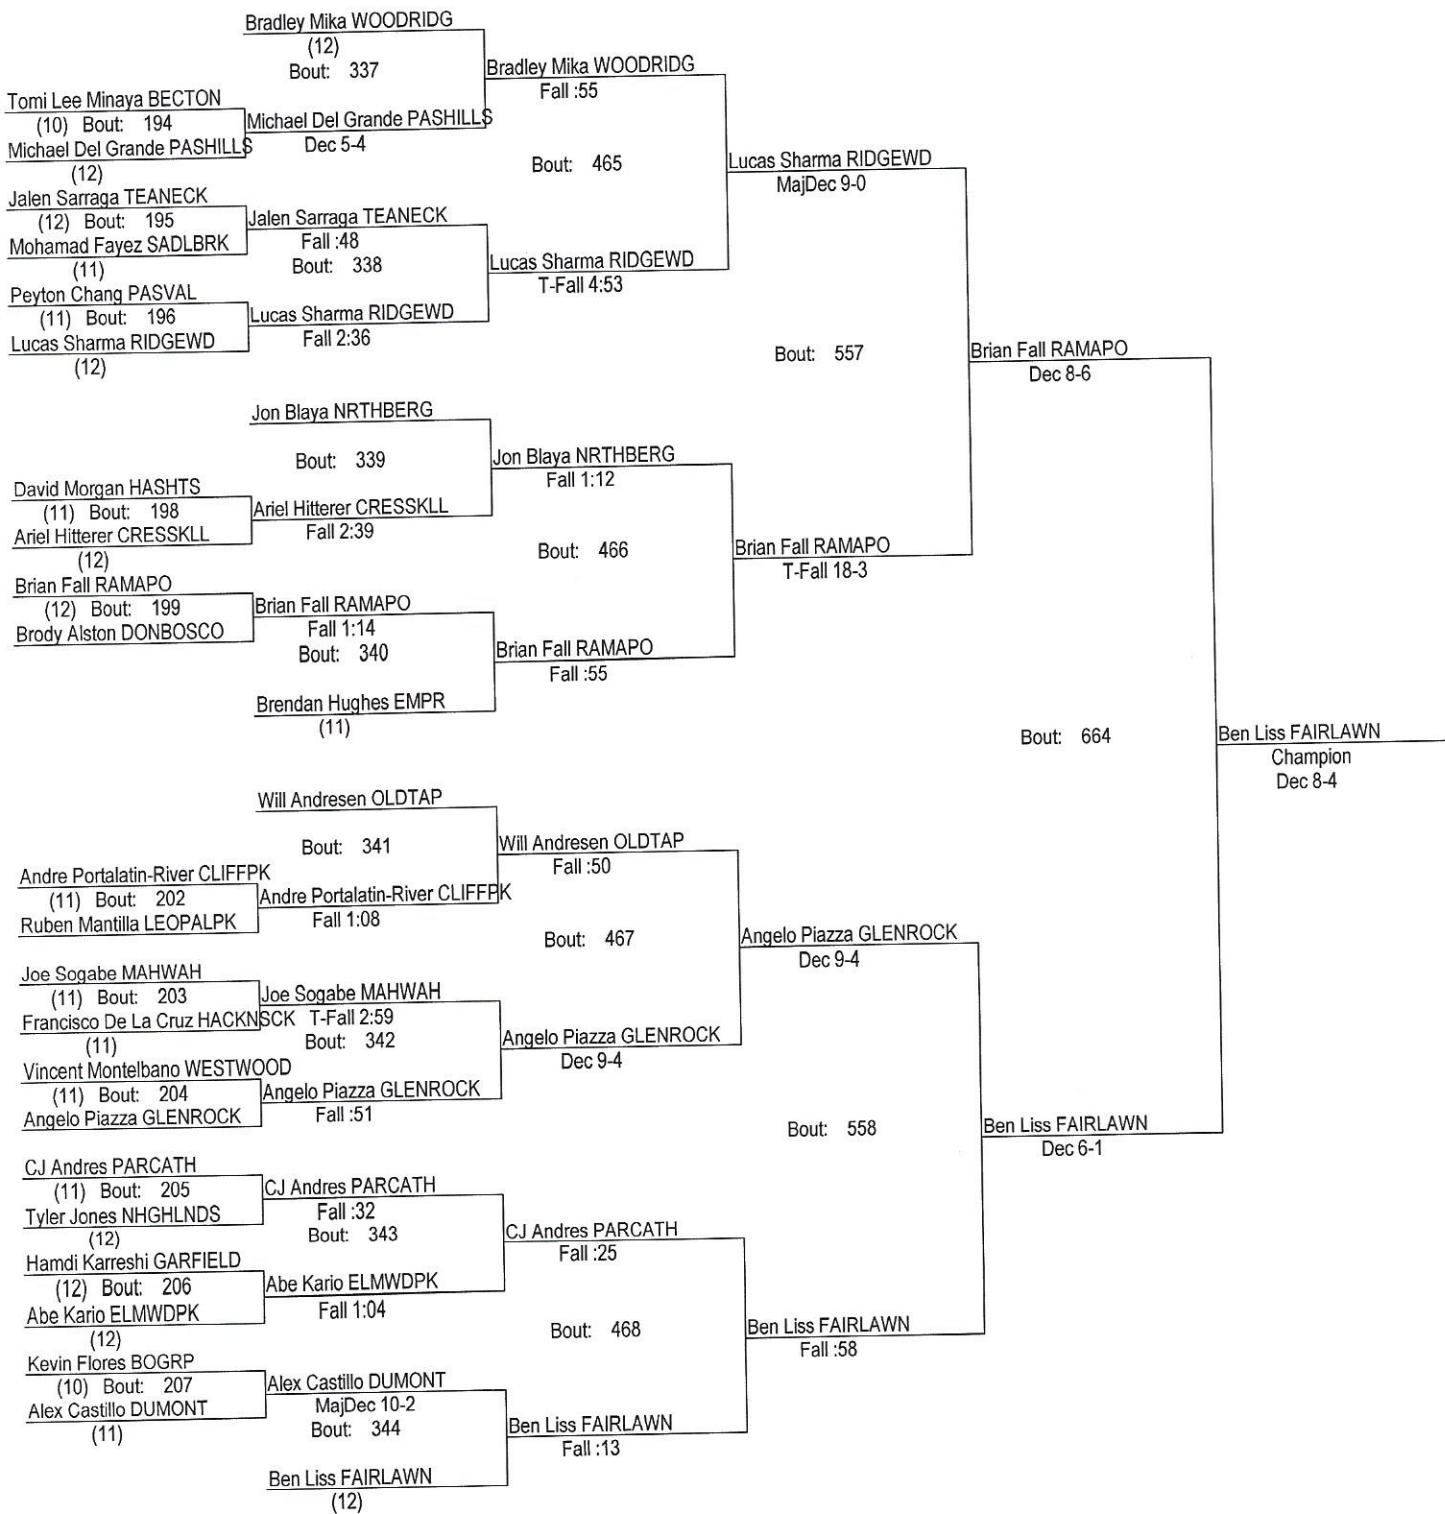 Bradley Mika WOODRIDG
(12)
Bout: 337
Bradley Mika WOODRIDG
Fall :55
Tomi Lee Minaya BECTON
(10) Bout: 194
Michael Del Grande PASHILLS
Michael Del Grande PASHILLS
Dec 5-4
(12)
Bout: 465
Lucas Sharma RIDGEWD
MajDec 9-0
Jalen Sarraga TEANECK
(12) Bout: 195
Jalen Sarraga TEANECK
Mohamad Fayez SADLBRK
Fall :48
(11)
Bout: 338
Lucas Sharma RIDGEWD
T-Fall 4:53
Peyton Chang PASVAL
(11) Bout: 196
Lucas Sharma RIDGEWD
Lucas Sharma RIDGEWD
Fall 2:36
(12)
Bout: 557
Brian Fall RAMAPO
Dec 8-6
Jon Blaya NRTHBERG
Bout: 339
Jon Blaya NRTHBERG
Fall 1:12
David Morgan HASHTS
(11) Bout: 198
Ariel Hitterer CRESSKLL
Ariel Hitterer CRESSKLL
Fall 2:39
(12)
Bout: 466
Brian Fall RAMAPO
T-Fall 18-3
Brian Fall RAMAPO
(12) Bout: 199
Brian Fall RAMAPO
Brody Alston DONBOSCO
Fall 1:14
Bout: 340
Brian Fall RAMAPO
Fall :55
Brendan Hughes EMPR
(11)
Bout: 664
Ben Liss FAIRLAWN
Champion
Dec 8-4
Will Andresen OLDTAP
Bout: 341
Will Andresen OLDTAP
Fall :50
Andre Portalatin-River CLIFFPK
(11) Bout: 202
Andre Portalatin-River CLIFFPK
Ruben Mantilla LEOPALPK
Fall 1:08
Bout: 467
Angelo Piazza GLENROCK
Dec 9-4
Joe Sogabe MAHWAH
(11) Bout: 203
Joe Sogabe MAHWAH
Francisco De La Cruz HACKNSCK
T-Fall 2:59
(11)
Bout: 342
Angelo Piazza GLENROCK
Dec 9-4
Vincent Montelbano WESTWOOD
(11) Bout: 204
Angelo Piazza GLENROCK
Angelo Piazza GLENROCK
Fall :51
Bout: 558
Ben Liss FAIRLAWN
Dec 6-1
CJ Andres PARCATH
(11) Bout: 205
CJ Andres PARCATH
Tyler Jones NHGHLNDS
Fall :32
(12)
Bout: 343
CJ Andres PARCATH
Fall :25
Hamdi Karreshi GARFIELD
(12) Bout: 206
Abe Kario ELMWDPK
Abe Kario ELMWDPK
Fall 1:04
(12)
Bout: 468
Ben Liss FAIRLAWN
Fall :58
Kevin Flores BOGRP
(10) Bout: 207
Alex Castillo DUMONT
Alex Castillo DUMONT
MajDec 10-2
(11)
Bout: 344
Ben Liss FAIRLAWN
Fall :13
Ben Liss FAIRLAWN
(12)